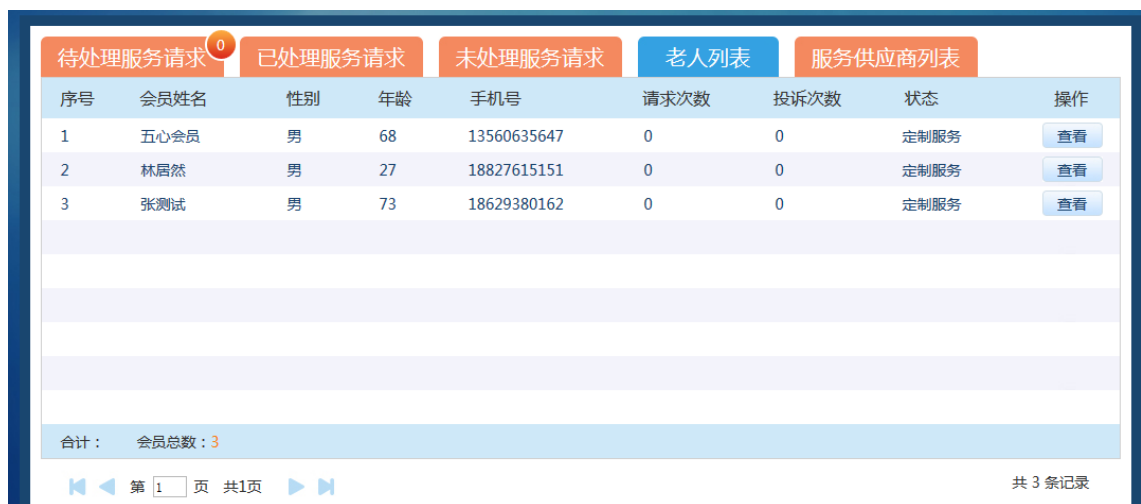 待处理服务请求 0 已处理服务请求 未处理服务请求 老人列表 服务供应商列表
序号 会员姓名 性别 年龄 手机号 请求次数 投诉次数 状态 操作
1 五心会员 男 68 13560635647 0 0 定制服务 查看
2 林居然 男 27 18827615151 0 0 定制服务 查看
3 张测试 男 73 18629380162 0 0 定制服务 查看
合计： 会员总数：3
第 1 页 共1页 共 3 条记录